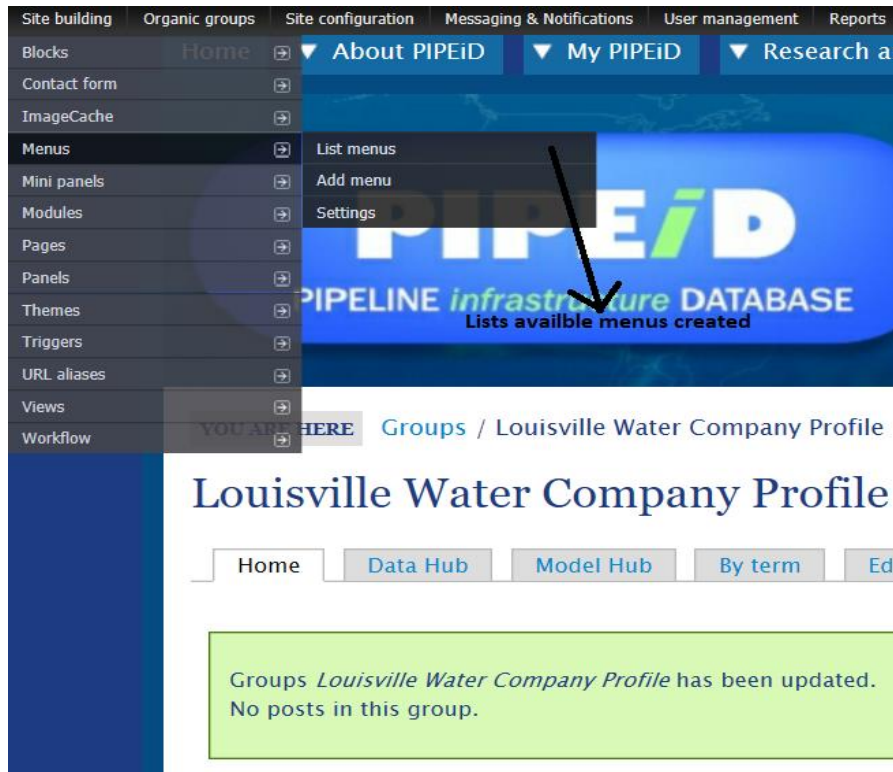 Site building Organic groups Site configuration Messaging & Notifications User management Reports
Home ▼ About PIPEiD ▼ My PIPEiD ▼ Research a
Blocks
Contact form
ImageCache
Menus
Mini panels
Modules
Pages
Panels
Themes
Triggers
URL aliases
Views
Workflow
List menus
Add menu
Settings
PIPEiD
PIPELINE infrastructure DATABASE
Lists availble menus created
YOU ARE HERE Groups / Louisville Water Company Profile
Louisville Water Company Profile
Home Data Hub Model Hub By term Ed
Groups Louisville Water Company Profile has been updated.
No posts in this group.